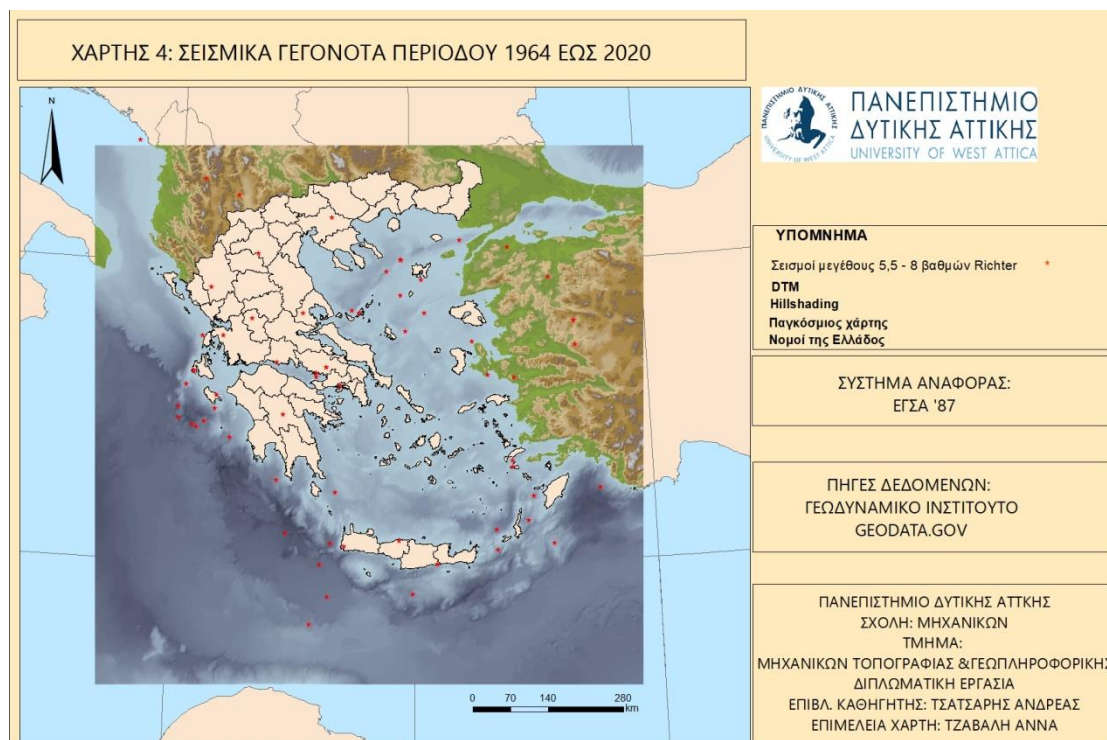 ΧΑΡΤΗΣ 4: ΣΕΙΣΜΙΚΑ ΓΕΓΟΝΟΤΑ ΠΕΡΙΟΔΟΥ 1964 ΕΩΣ 2020
N
0 70 140 280
km
ΠΑΝΕΠΙΣΤΗΜΙΟ ΔΥΤΙΚΗΣ ΑΤΤΙΚΗΣ
ΠΑΝΕΠΙΣΤΗΜΙΟ
ΔΥΤΙΚΗΣ ΑΤΤΙΚΗΣ
UNIVERSITY OF WEST ATTICA
ΥΠΟΜΝΗΜΑ
Σεισμοί μεγέθους 5,5 - 8 βαθμών Richter
DTM
Hillshading
Παγκόσμιος χάρτης
Νομοί της Ελλάδος
ΣΥΣΤΗΜΑ ΑΝΑΦΟΡΑΣ:
ΕΓΣΑ '87
ΠΗΓΕΣ ΔΕΔΟΜΕΝΩΝ:
ΓΕΩΔΥΝΑΜΙΚΟ ΙΝΣΤΙΤΟΥΤΟ
GEODATA.GOV
ΠΑΝΕΠΙΣΤΗΜΙΟ ΔΥΤΙΚΗΣ ΑΤΤΚΗΣ
ΣΧΟΛΗ: ΜΗΧΑΝΙΚΩΝ
ΤΜΗΜΑ:
ΜΗΧΑΝΙΚΩΝ ΤΟΠΟΓΡΑΦΙΑΣ &ΓΕΩΠΛΗΡΟΦΟΡΙΚΗΣ
ΔΙΠΛΩΜΑΤΙΚΗ ΕΡΓΑΣΙΑ
ΕΠΙΒΛ. ΚΑΘΗΓΗΤΗΣ: ΤΣΑΤΣΑΡΗΣ ΑΝΔΡΕΑΣ
ΕΠΙΜΕΛΕΙΑ ΧΑΡΤΗ: ΤΖΑΒΑΛΗ ΑΝΝΑ